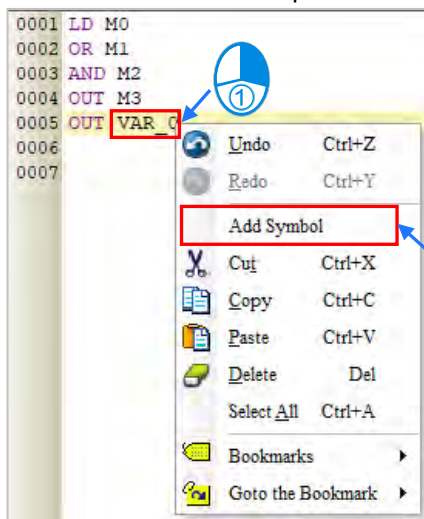 0001 LD M0
0002 OR M1
0003 AND M2
0004 OUT M3
0005 OUT VAR_0
0006
0007
①
Undo Ctrl+Z
Redo Ctrl+Y
Add Symbol
Cut Ctrl+X
Copy Ctrl+C
Paste Ctrl+V
Delete Del
Select All Ctrl+A
Bookmarks
Goto the Bookmark